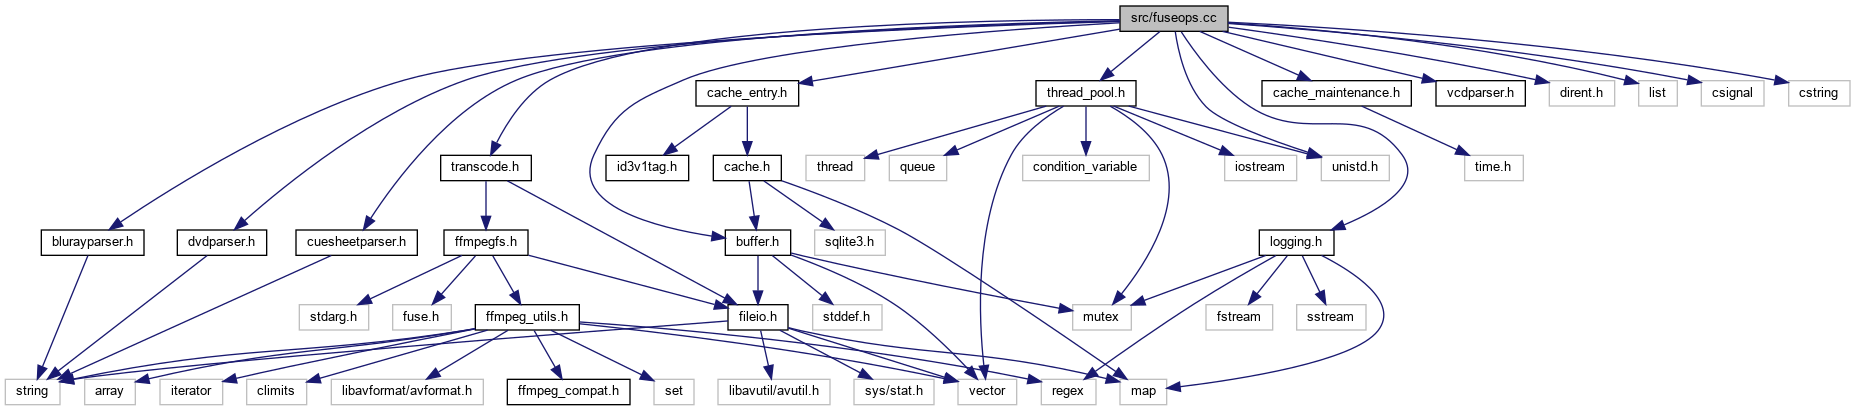 src/fuseops.cc
cache_entry.h
thread_pool.h
cache_maintenance.h
vcdparser.h
dirent.h
list
csignal
cstring
transcode.h
id3v1tag.h
cache.h
thread
queue
condition_variable
iostream
unistd.h
time.h
blurayparser.h
dvdparser.h
cuesheetparser.h
ffmpegfs.h
buffer.h
sqlite3.h
logging.h
stdarg.h
fuse.h
ffmpeg_utils.h
fileio.h
stddef.h
mutex
fstream
sstream
string
array
iterator
climits
libavformat/avformat.h
ffmpeg_compat.h
set
libavutil/avutil.h
sys/stat.h
vector
regex
map